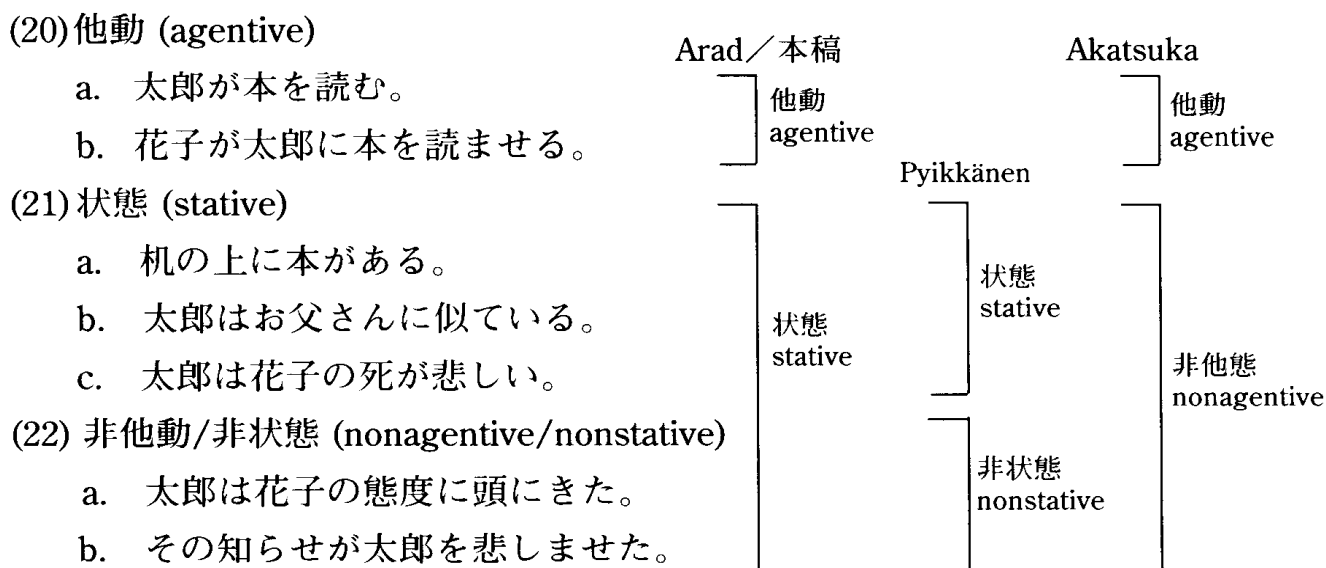 (20)他動 (agentive)
a. 太郎が本を読む。
b. 花子が太郎に本を読ませる。
(21)状態 (stative)
a. 机の上に本がある。
b. 太郎はお父さんに似ている。
c. 太郎は花子の死が悲しい。
(22) 非他動/非状態 (nonagentive/nonstative)
a. 太郎は花子の態度に頭にきた。
b. その知らせが太郎を悲しませた。
Arad／本稿
他動
agentive
状態
stative
Pyikkänen
状態
stative
非状態
nonstative
Akatsuka
他動
agentive
非他態
nonagentive